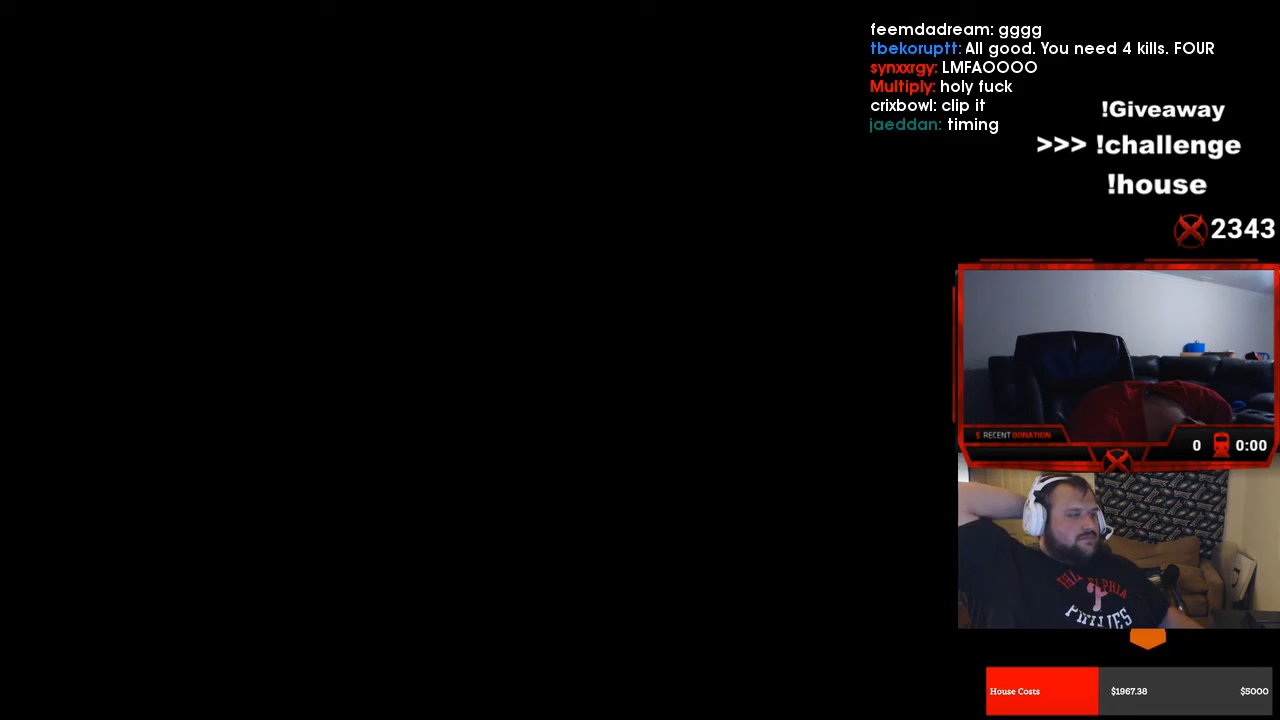 feemdadream: gggg
tbekoruptt: All good. You need 4 kills. FOUR
synxxrgy: LMFAOOOO
Multiply: holy fuck
crixbowl: clip it
jaeddan: timing
!Giveaway
>>> !challenge
!house
2343
$ RECENT DONATION
0 0:00
PHILADELPHIA
PHILLIES
House Costs $1967.38 $5000